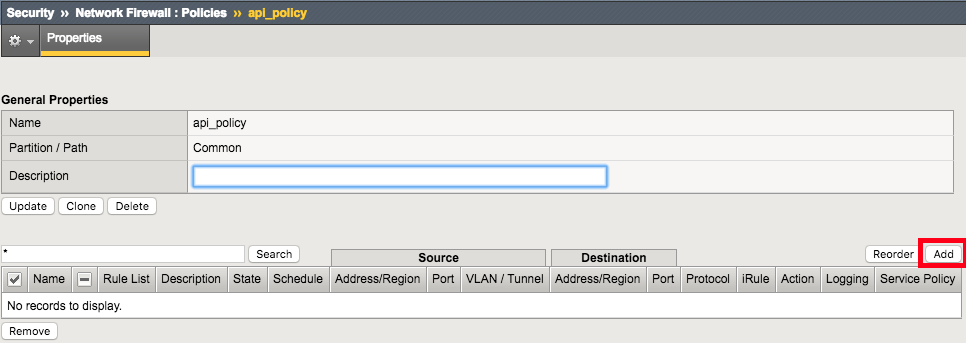 Security ›› Network Firewall : Policies ›› api_policy
Properties
General Properties
Name api_policy
Partition / Path Common
Description
Update Clone Delete
* Search Source Destination Reorder Add
Name Rule List Description State Schedule Address/Region Port VLAN / Tunnel Address/Region Port Protocol iRule Action Logging Service Policy
No records to display.
Remove